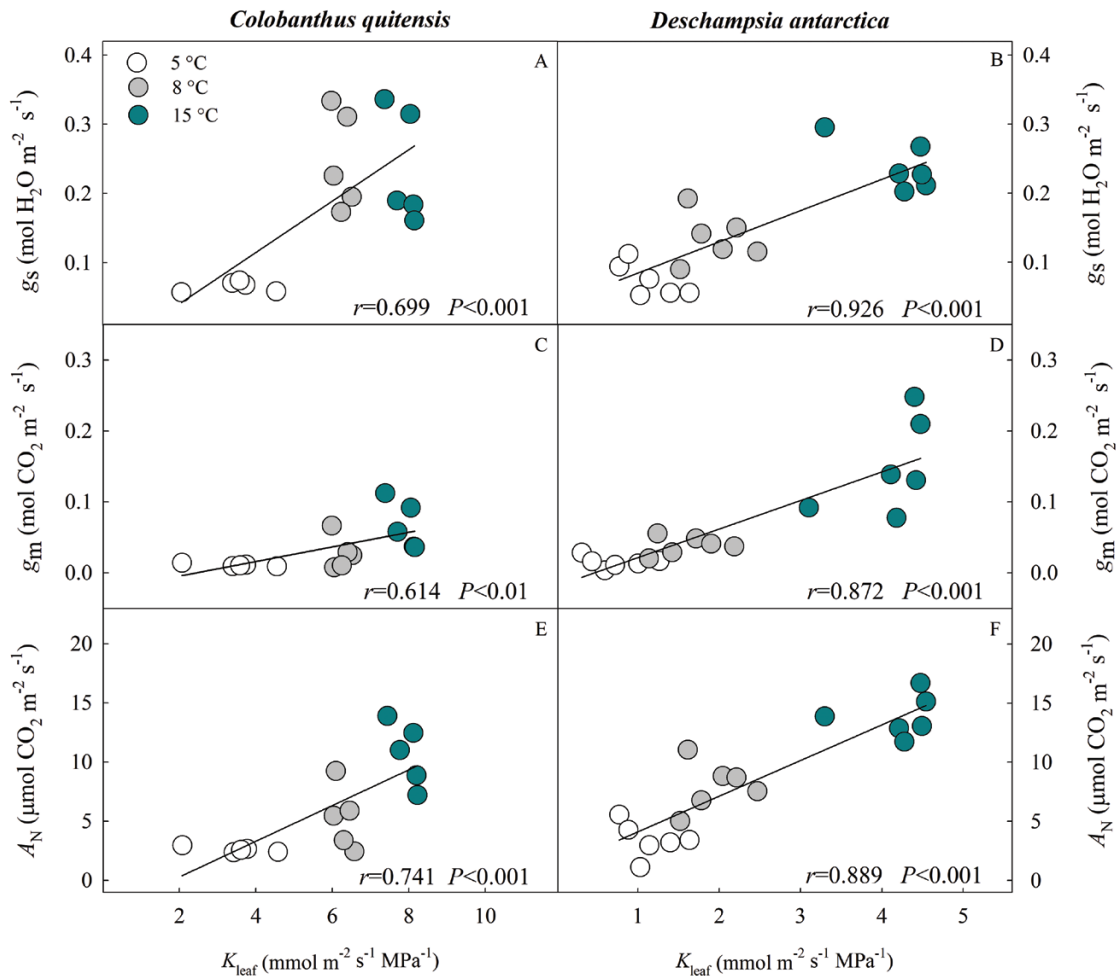 Colobanthus quitensis
Deschampsia antarctica
0.4
0.3
0.2
0.1
gs (mol H2O m-2 s-1)
5 °C
8 °C
15 °C
A
r=0.699 P<0.001
B
r=0.926 P<0.001
0.4
0.3
0.2
0.1
gs (mol H2O m-2 s-1)
0.3
0.2
0.1
0.0
gm (mol CO2 m-2 s-1)
C
r=0.614 P<0.01
D
r=0.872 P<0.001
0.3
0.2
0.1
0.0
gm (mol CO2 m-2 s-1)
20
15
10
5
0
AN (µmol CO2 m-2 s-1)
E
r=0.741 P<0.001
F
r=0.889 P<0.001
20
15
10
5
0
AN (µmol CO2 m-2 s-1)
2 4 6 8 10
1 2 3 4 5
Kleaf (mmol m-2 s-1 MPa-1)
Kleaf (mmol m-2 s-1 MPa-1)